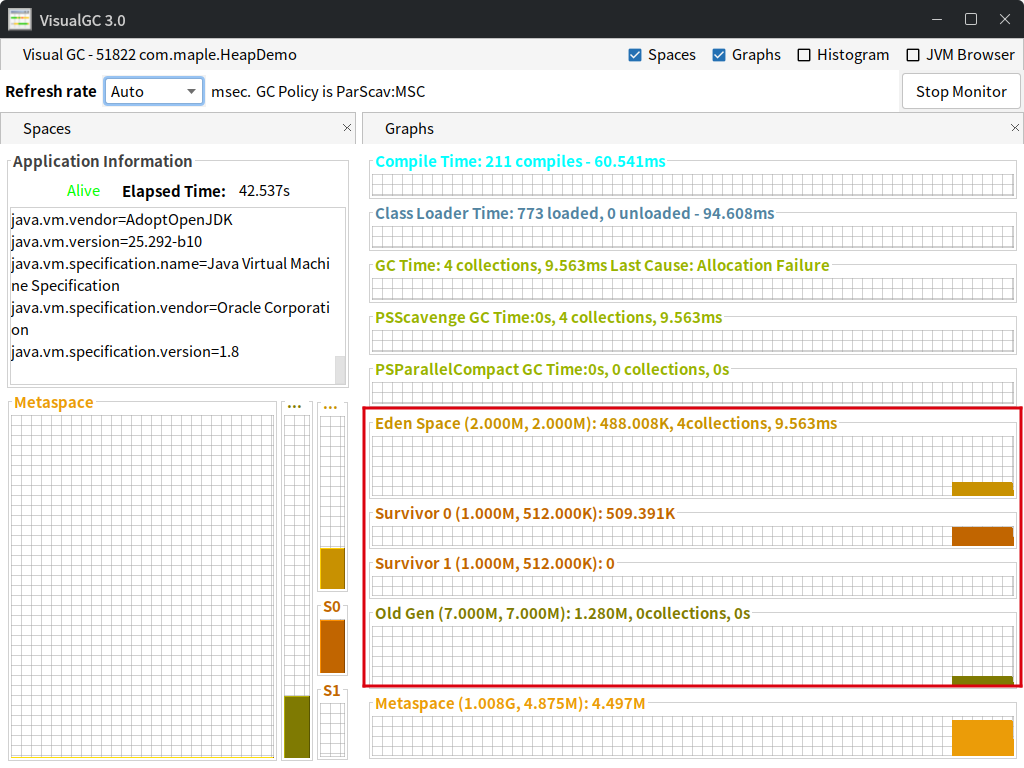 VisualGC 3.0
Visual GC - 51822 com.maple.HeapDemo
Spaces
Graphs
Histogram
JVM Browser
Refresh rate
Auto
msec. GC Policy is ParScav:MSC
Stop Monitor
Spaces
Graphs
Application Information
Alive
Elapsed Time: 42.537s
java.vm.vendor=AdoptOpenJDK
java.vm.version=25.292-b10
java.vm.specification.name=Java Virtual Machi
ne Specification
java.vm.specification.vendor=Oracle Corporati
on
java.vm.specification.version=1.8
Metaspace
...
...
S0
S1
Compile Time: 211 compiles - 60.541ms
Class Loader Time: 773 loaded, 0 unloaded - 94.608ms
GC Time: 4 collections, 9.563ms Last Cause: Allocation Failure
PSScavenge GC Time:0s, 4 collections, 9.563ms
PSParallelCompact GC Time:0s, 0 collections, 0s
Eden Space (2.000M, 2.000M): 488.008K, 4collections, 9.563ms
Survivor 0 (1.000M, 512.000K): 509.391K
Survivor 1 (1.000M, 512.000K): 0
Old Gen (7.000M, 7.000M): 1.280M, 0collections, 0s
Metaspace (1.008G, 4.875M): 4.497M